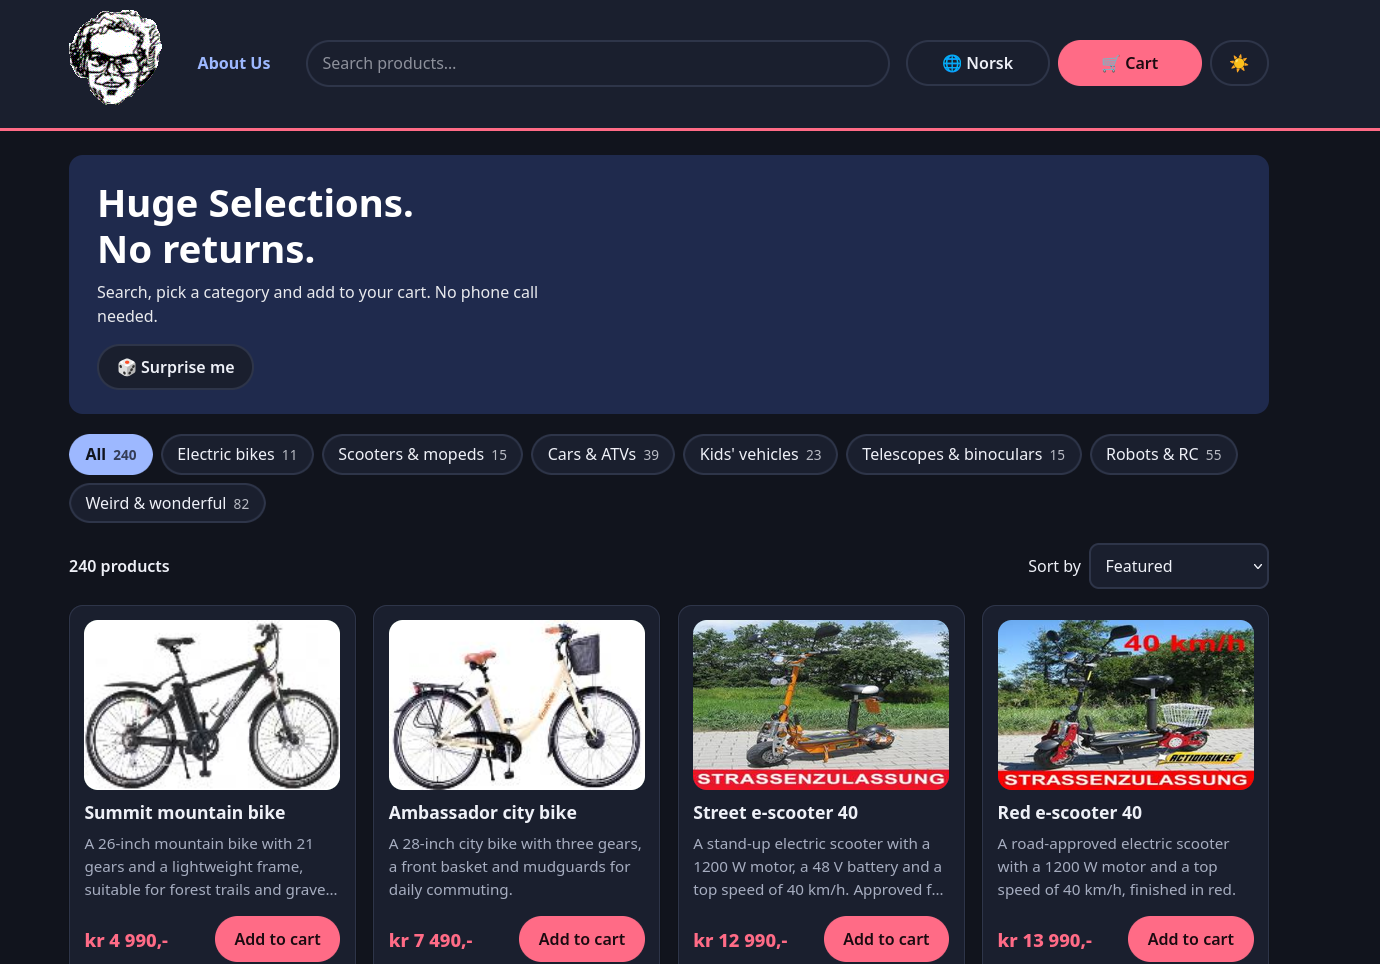 About Us
Search products...
🌐 Norsk
🛒 Cart
☀️
Huge Selections.
No returns.
Search, pick a category and add to your cart. No phone call
needed.
🎲 Surprise me
All 240
Electric bikes 11
Scooters & mopeds 15
Cars & ATVs 39
Kids' vehicles 23
Telescopes & binoculars 15
Robots & RC 55
Weird & wonderful 82
240 products
Sort by
Featured
STRASSENZULASSUNG
40 km/h
ACTIONBIKES
STRASSENZULASSUNG
Summit mountain bike
A 26-inch mountain bike with 21
gears and a lightweight frame,
suitable for forest trails and grave...
kr 4 990,-
Add to cart
Ambassador city bike
A 28-inch city bike with three gears,
a front basket and mudguards for
daily commuting.
kr 7 490,-
Add to cart
Street e-scooter 40
A stand-up electric scooter with a
1200 W motor, a 48 V battery and a
top speed of 40 km/h. Approved f...
kr 12 990,-
Add to cart
Red e-scooter 40
A road-approved electric scooter
with a 1200 W motor and a top
speed of 40 km/h, finished in red.
kr 13 990,-
Add to cart